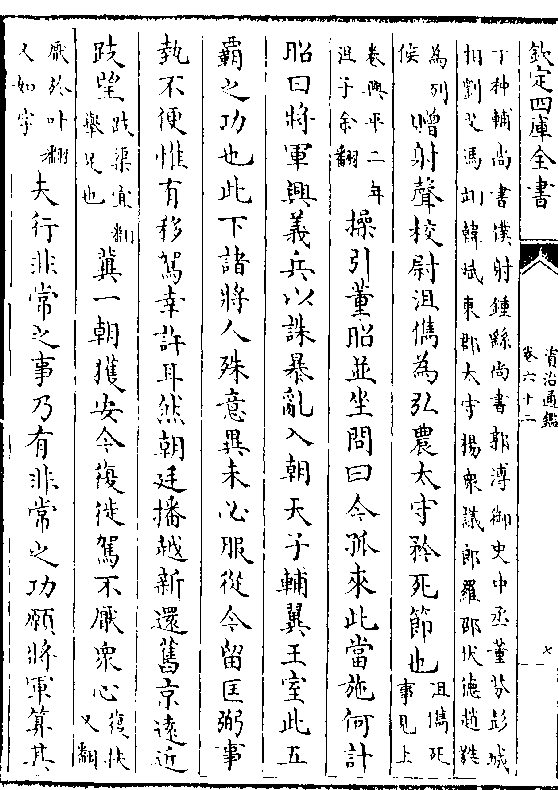 欽定四庫全書
資治通鑑
卷六十二
七
丁种輔尚書僕射鍾繇尚書郭溥御史中丞董芬彭城
相劉艾馮翊韓斌東郡太守楊衆議郎羅邵伏德趙蕤
為列侯贈射聲校尉沮儁為弘農太守矜死節也沮儁死事見上
卷興平二年沮子余翻操引董昭並坐問曰今孤來此當施何計
昭曰將軍興義兵以誅暴亂入朝天子輔翼王室此五
霸之功也此下諸將人殊意異未必服從今留匡弼事
埶不便惟有移駕幸許耳然朝廷播越新還舊京遠近
跂望跂渠宜翻舉足也冀一朝獲安今復徙駕不厭衆心復扶又翻
厭於叶翻又如字夫行非常之事乃有非常之功願將軍算其